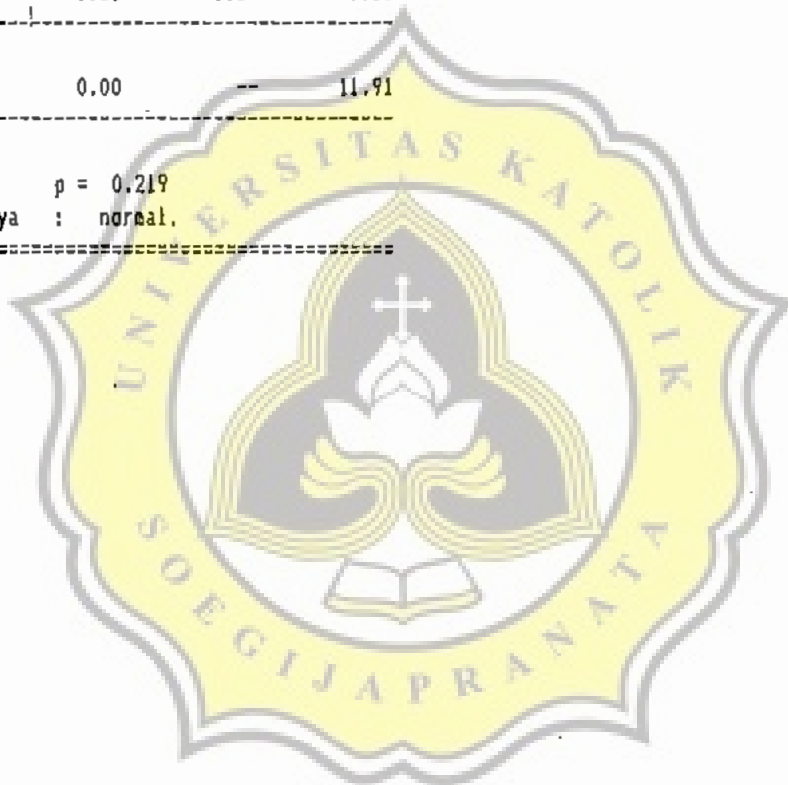 0.00 -- 11.91
p = 0.219
ya : normal.
UNIVERSITAS KATOLIK
SOEGIJAPRANATA